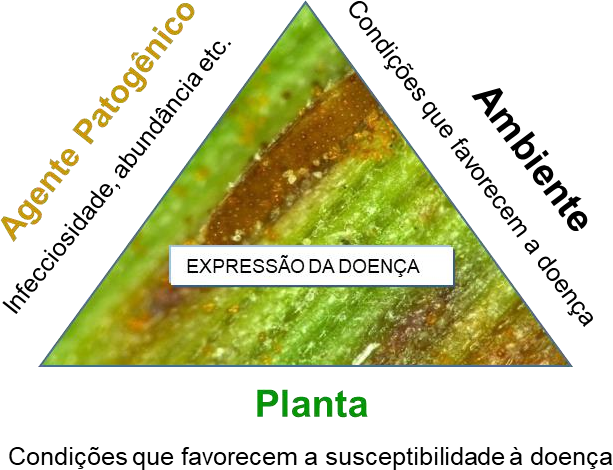 Agente Patogênico
Infecciosidade, abundância etc.
Ambiente
Condições que favorecem a doença
EXPRESSÃO DA DOENÇA
Planta
Condições que favorecem a susceptibilidade à doença